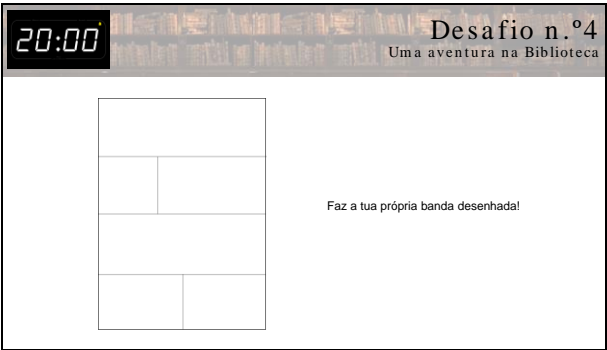 20:00
Desafio n.º4
Uma aventura na Biblioteca
Faz a tua própria banda desenhada!